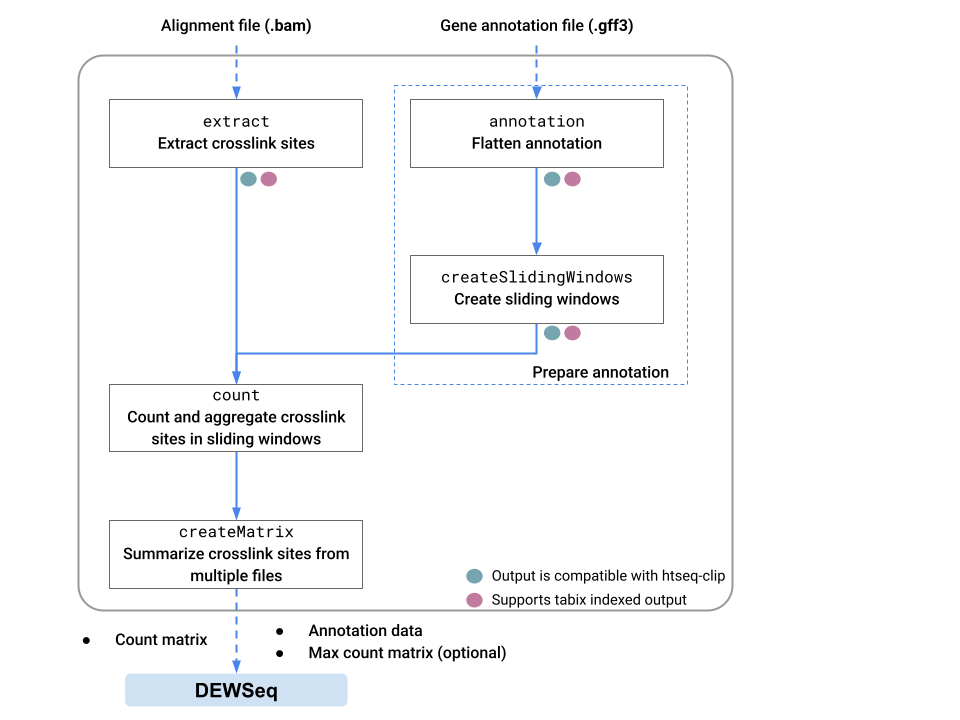 Alignment file (.bam)
Gene annotation file (.gff3)
extract
Extract crosslink sites
annotation
Flatten annotation
createSlidingWindows
Create sliding windows
Prepare annotation
count
Count and aggregate crosslink
sites in sliding windows
createMatrix
Summarize crosslink sites from
multiple files
Output is compatible with htseq-clip
Supports tabix indexed output
● Count matrix
● Annotation data
● Max count matrix (optional)
DEWSeq